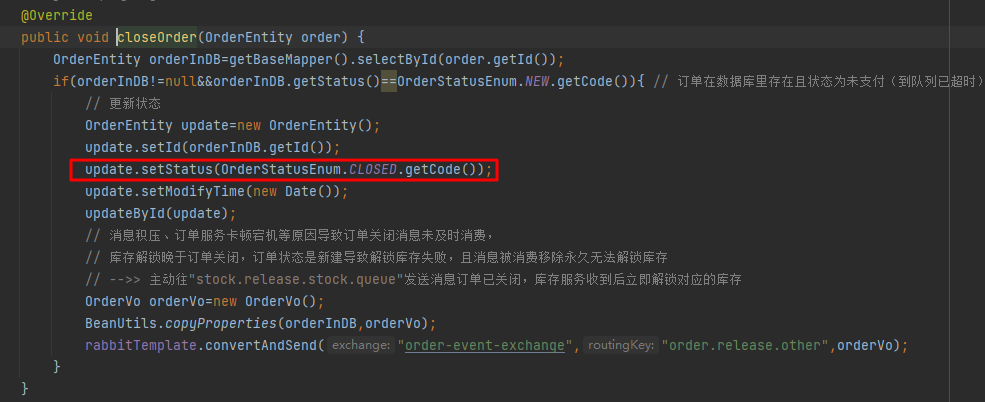 @Override
public void closeOrder(OrderEntity order) {
OrderEntity orderInDB=getBaseMapper().selectById(order.getId());
if(orderInDB!=null&&orderInDB.getStatus()==OrderStatusEnum.NEW.getCode()){ // 订单在数据库里存在且状态为未支付（到队列已超时）
// 更新状态
OrderEntity update=new OrderEntity();
update.setId(orderInDB.getId());
update.setStatus(OrderStatusEnum.CLOSED.getCode());
update.setModifyTime(new Date());
updateById(update);
// 消息积压、订单服务卡顿宕机等原因导致订单关闭消息未及时消费，
// 库存解锁晚于订单关闭，订单状态是新建导致解锁库存失败，且消息被消费移除永久无法解锁库存
// -->> 主动往"stock.release.stock.queue"发送消息订单已关闭，库存服务收到后立即解锁对应的库存
OrderVo orderVo=new OrderVo();
BeanUtils.copyProperties(orderInDB,orderVo);
rabbitTemplate.convertAndSend( exchange: "order-event-exchange", routingKey: "order.release.other",orderVo);
}
}